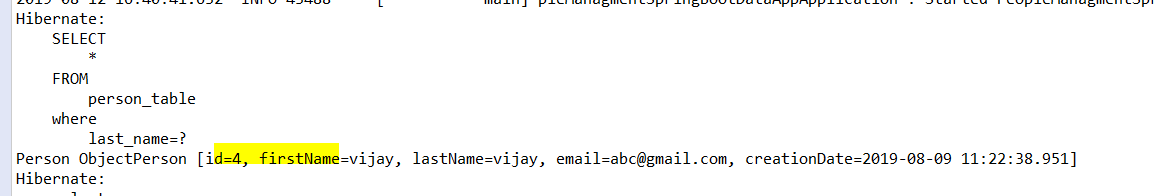 Hibernate:
SELECT
*
FROM
person_table
where
last_name=?
Person ObjectPerson [id=4, firstName=vijay, lastName=vijay, email=abc@gmail.com, creationDate=2019-08-09 11:22:38.951]
Hibernate: